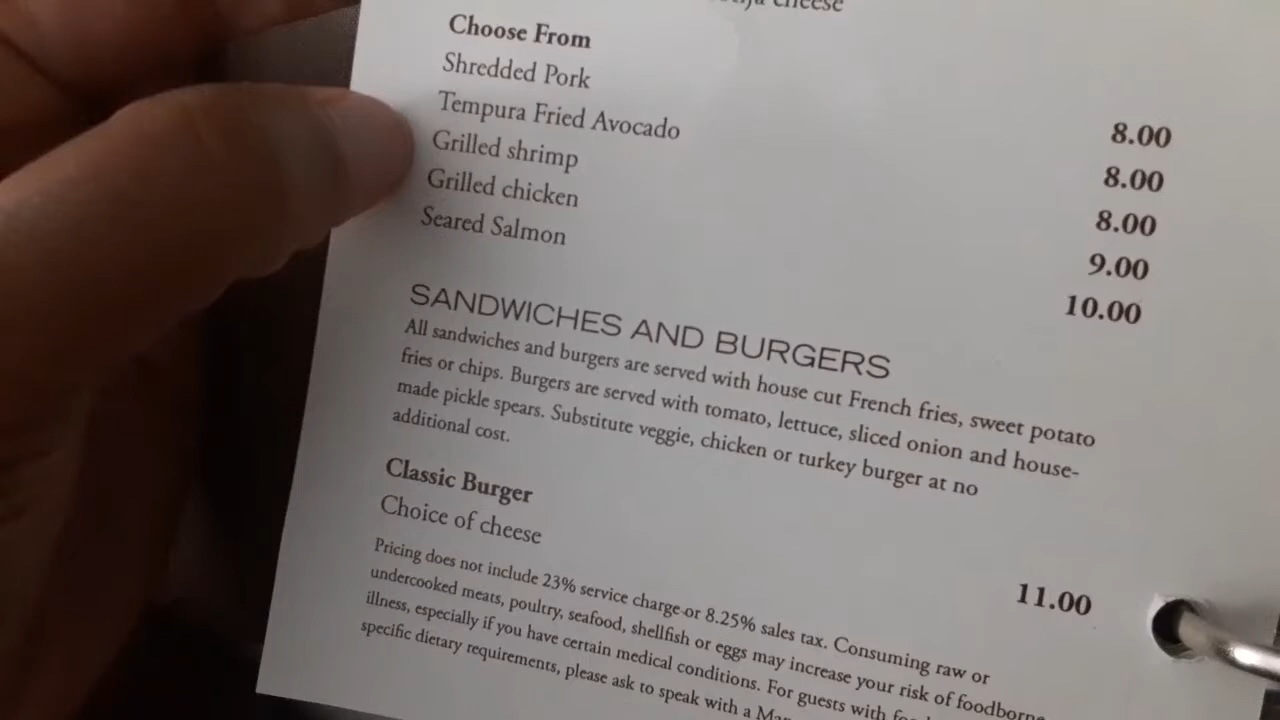 cheese
Choose From
Shredded Pork 8.00
Tempura Fried Avocado 8.00
Grilled shrimp 8.00
Grilled chicken 9.00
Seared Salmon 10.00
SANDWICHES AND BURGERS
All sandwiches and burgers are served with house cut French fries, sweet potato
fries or chips. Burgers are served with tomato, lettuce, sliced onion and house-
made pickle spears. Substitute veggie, chicken or turkey burger at no
additional cost.
Classic Burger 11.00
Choice of cheese
Pricing does not include 23% service charge or 8.25% sales tax. Consuming raw or
undercooked meats, poultry, seafood, shellfish or eggs may increase your risk of foodborne
illness, especially if you have certain medical conditions. For guests with
specific dietary requirements, please ask to speak with a